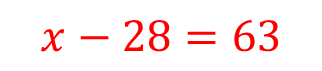 x − 28 = 63